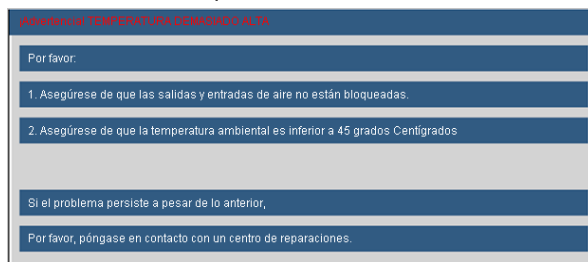 ¡Advertencia! TEMPERATURA DEMASIADO ALTA
Por favor:
1. Asegúrese de que las salidas y entradas de aire no están bloqueadas.
2. Asegúrese de que la temperatura ambiental es inferior a 45 grados Centígrados
Si el problema persiste a pesar de lo anterior,
Por favor, póngase en contacto con un centro de reparaciones.